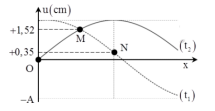 u(cm)
+1,52
M
N
(t₂)
+0,35
O
x
−A
(t₁)